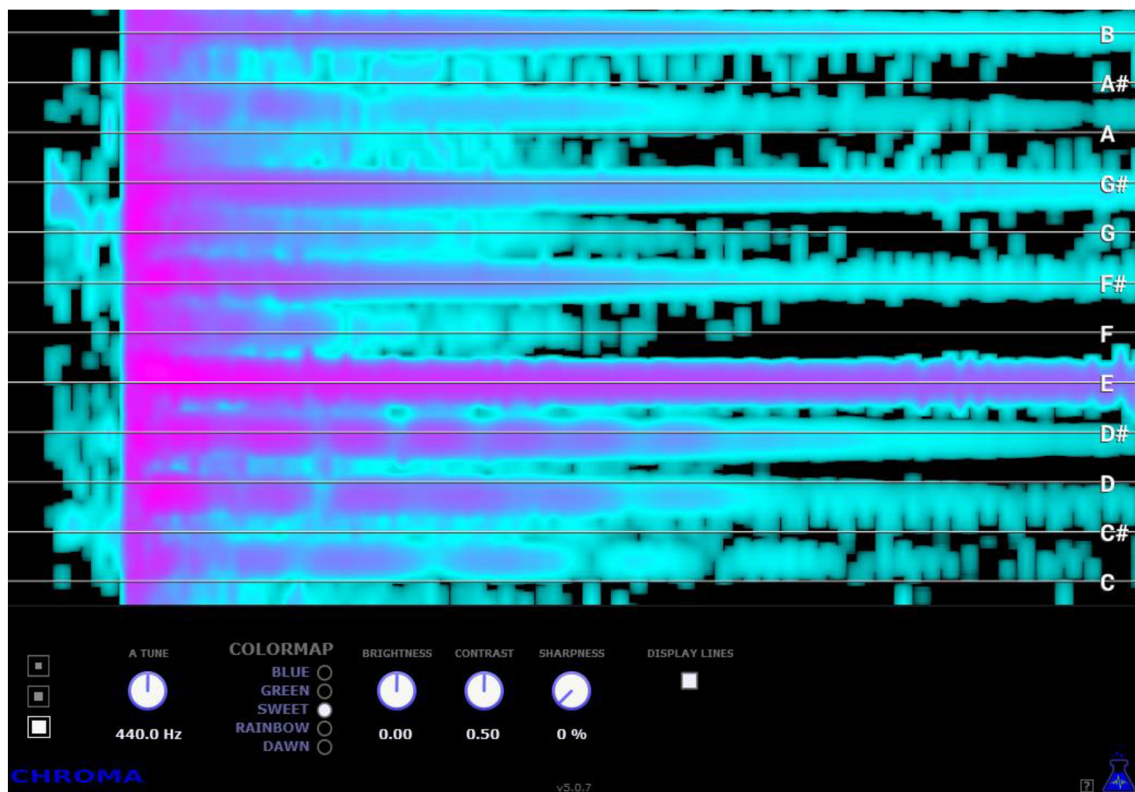 B
A#
A
G#
G
F#
F
E
D#
D
C#
C
A TUNE
440.0 Hz
COLORMAP
BLUE
GREEN
SWEET
RAINBOW
DAWN
BRIGHTNESS
0.00
CONTRAST
0.50
SHARPNESS
0 %
DISPLAY LINES
CHROMA
v5.0.7
?